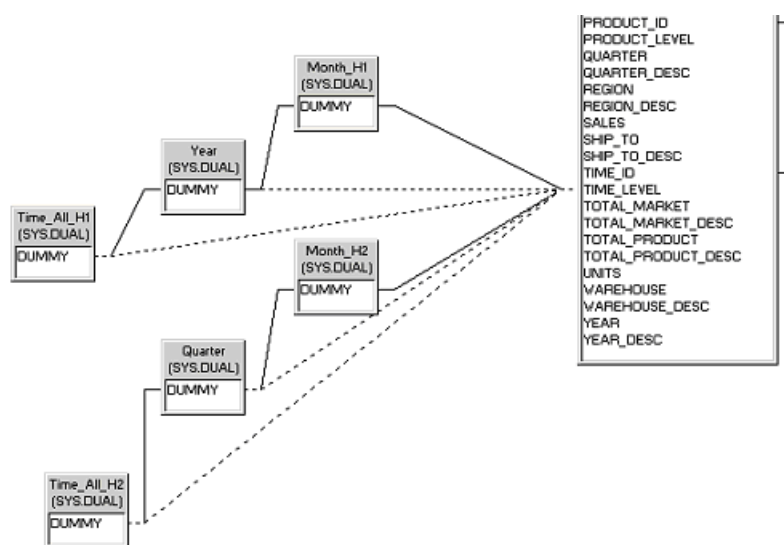 PRODUCT_ID
PRODUCT_LEVEL
QUARTER
QUARTER_DESC
REGION
REGION_DESC
SALES
SHIP_TO
SHIP_TO_DESC
TIME_ID
TIME_LEVEL
TOTAL_MARKET
TOTAL_MARKET_DESC
TOTAL_PRODUCT
TOTAL_PRODUCT_DESC
UNITS
WAREHOUSE
WAREHOUSE_DESC
YEAR
YEAR_DESC
Month_H1
(SYS.DUAL)
DUMMY
Year
(SYS.DUAL)
DUMMY
Time_All_H1
(SYS.DUAL)
DUMMY
Month_H2
(SYS.DUAL)
DUMMY
Quarter
(SYS.DUAL)
DUMMY
Time_All_H2
(SYS.DUAL)
DUMMY